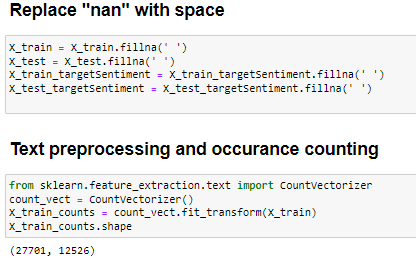 Replace "nan" with space
X_train = X_train.fillna(' ')
X_test = X_test.fillna(' ')
X_train_targetSentiment = X_train_targetSentiment.fillna(' ')
X_test_targetSentiment = X_test_targetSentiment.fillna(' ')
Text preprocessing and occurance counting
from sklearn.feature_extraction.text import CountVectorizer
count_vect = CountVectorizer()
X_train_counts = count_vect.fit_transform(X_train)
X_train_counts.shape
(27701, 12526)